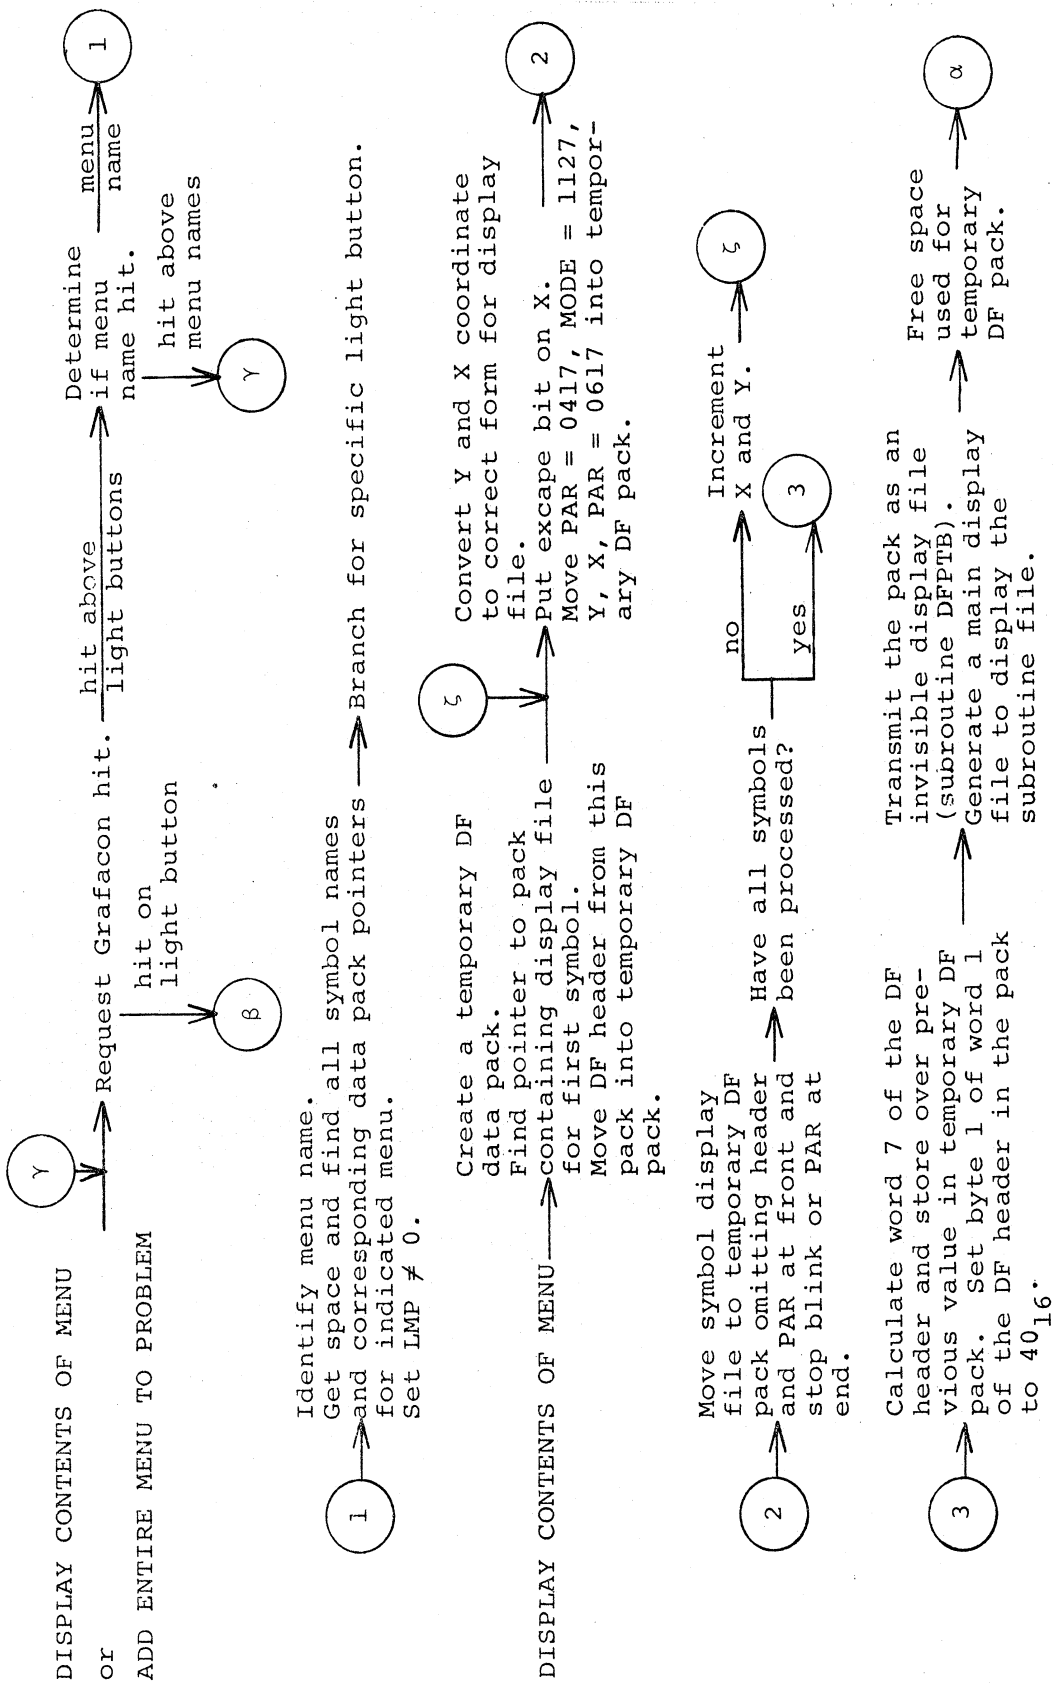 DISPLAY CONTENTS OF MENU
or
ADD ENTIRE MENU TO PROBLEM
γ
Request Grafacon hit.
hit on
light button
β
hit above
light buttons
Determine
if menu
name hit.
hit above
menu names
γ
menu
name
1
1
Identify menu name.
Get space and find all symbol names
and corresponding data pack pointers
for indicated menu.
Set LMP ≠ 0.
Branch for specific light button.
DISPLAY CONTENTS OF MENU
Create a temporary DF
data pack.
Find pointer to pack
containing display file
for first symbol.
Move DF header from this
pack into temporary DF
pack.
ζ
Convert Y and X coordinate
to correct form for display
file.
Put excape bit on X.
Move PAR = 0417, MODE = 1127,
Y, X, PAR = 0617 into tempor-
ary DF pack.
2
2
Move symbol display
file to temporary DF
pack omitting header
and PAR at front and
stop blink or PAR at
end.
Have all symbols
been processed?
no
yes
Increment
X and Y.
ζ
3
3
Calculate word 7 of the DF
header and store over pre-
vious value in temporary DF
pack. Set byte 1 of word 1
of the DF header in the pack
to 40₁₆.
Transmit the pack as an
invisible display file
(subroutine DFPTB).
Generate a main display
file to display the
subroutine file.
Free space
used for
temporary
DF pack.
α